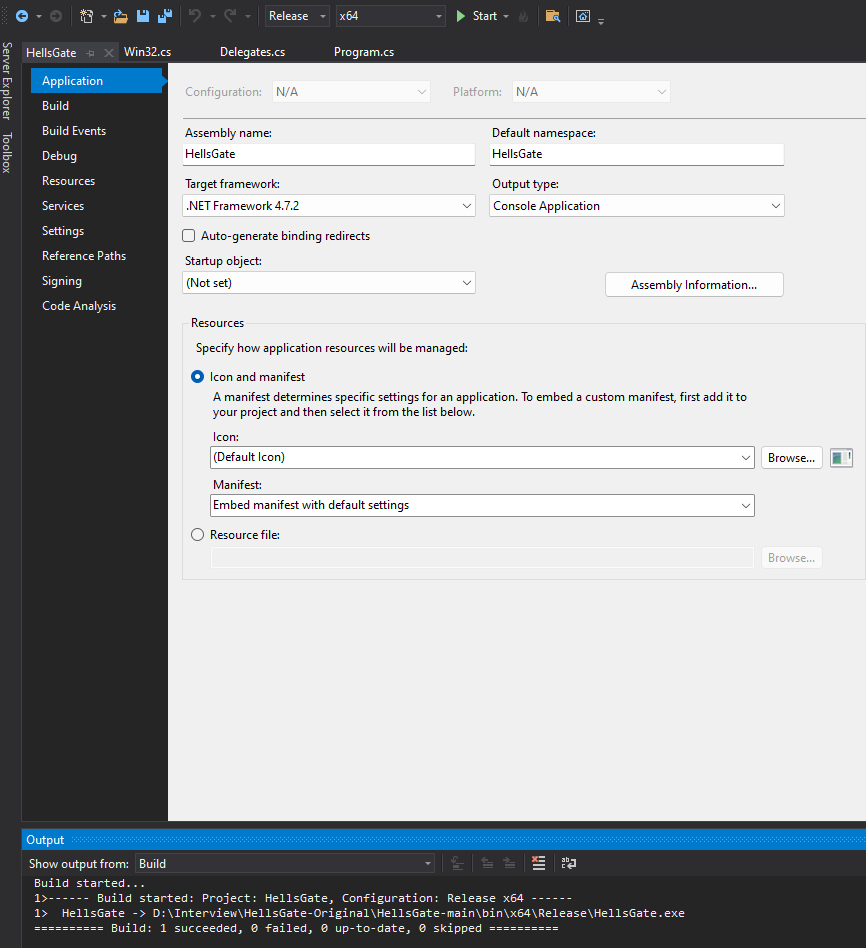 Release x64 Start
Server Explorer
Toolbox
HellsGate Win32.cs Delegates.cs Program.cs
Application
Build
Build Events
Debug
Resources
Services
Settings
Reference Paths
Signing
Code Analysis
Configuration: N/A Platform: N/A
Assembly name: Default namespace:
HellsGate HellsGate
Target framework: Output type:
.NET Framework 4.7.2 Console Application
Auto-generate binding redirects
Startup object:
(Not set) Assembly Information...
Resources
Specify how application resources will be managed:
Icon and manifest
A manifest determines specific settings for an application. To embed a custom manifest, first add it to
your project and then select it from the list below.
Icon:
(Default Icon) Browse...
Manifest:
Embed manifest with default settings
Resource file:
Browse...
Output
Show output from: Build
Build started...
1>------ Build started: Project: HellsGate, Configuration: Release x64 ------
1>  HellsGate -> D:\Interview\HellsGate-Original\HellsGate-main\bin\x64\Release\HellsGate.exe
========== Build: 1 succeeded, 0 failed, 0 up-to-date, 0 skipped ==========